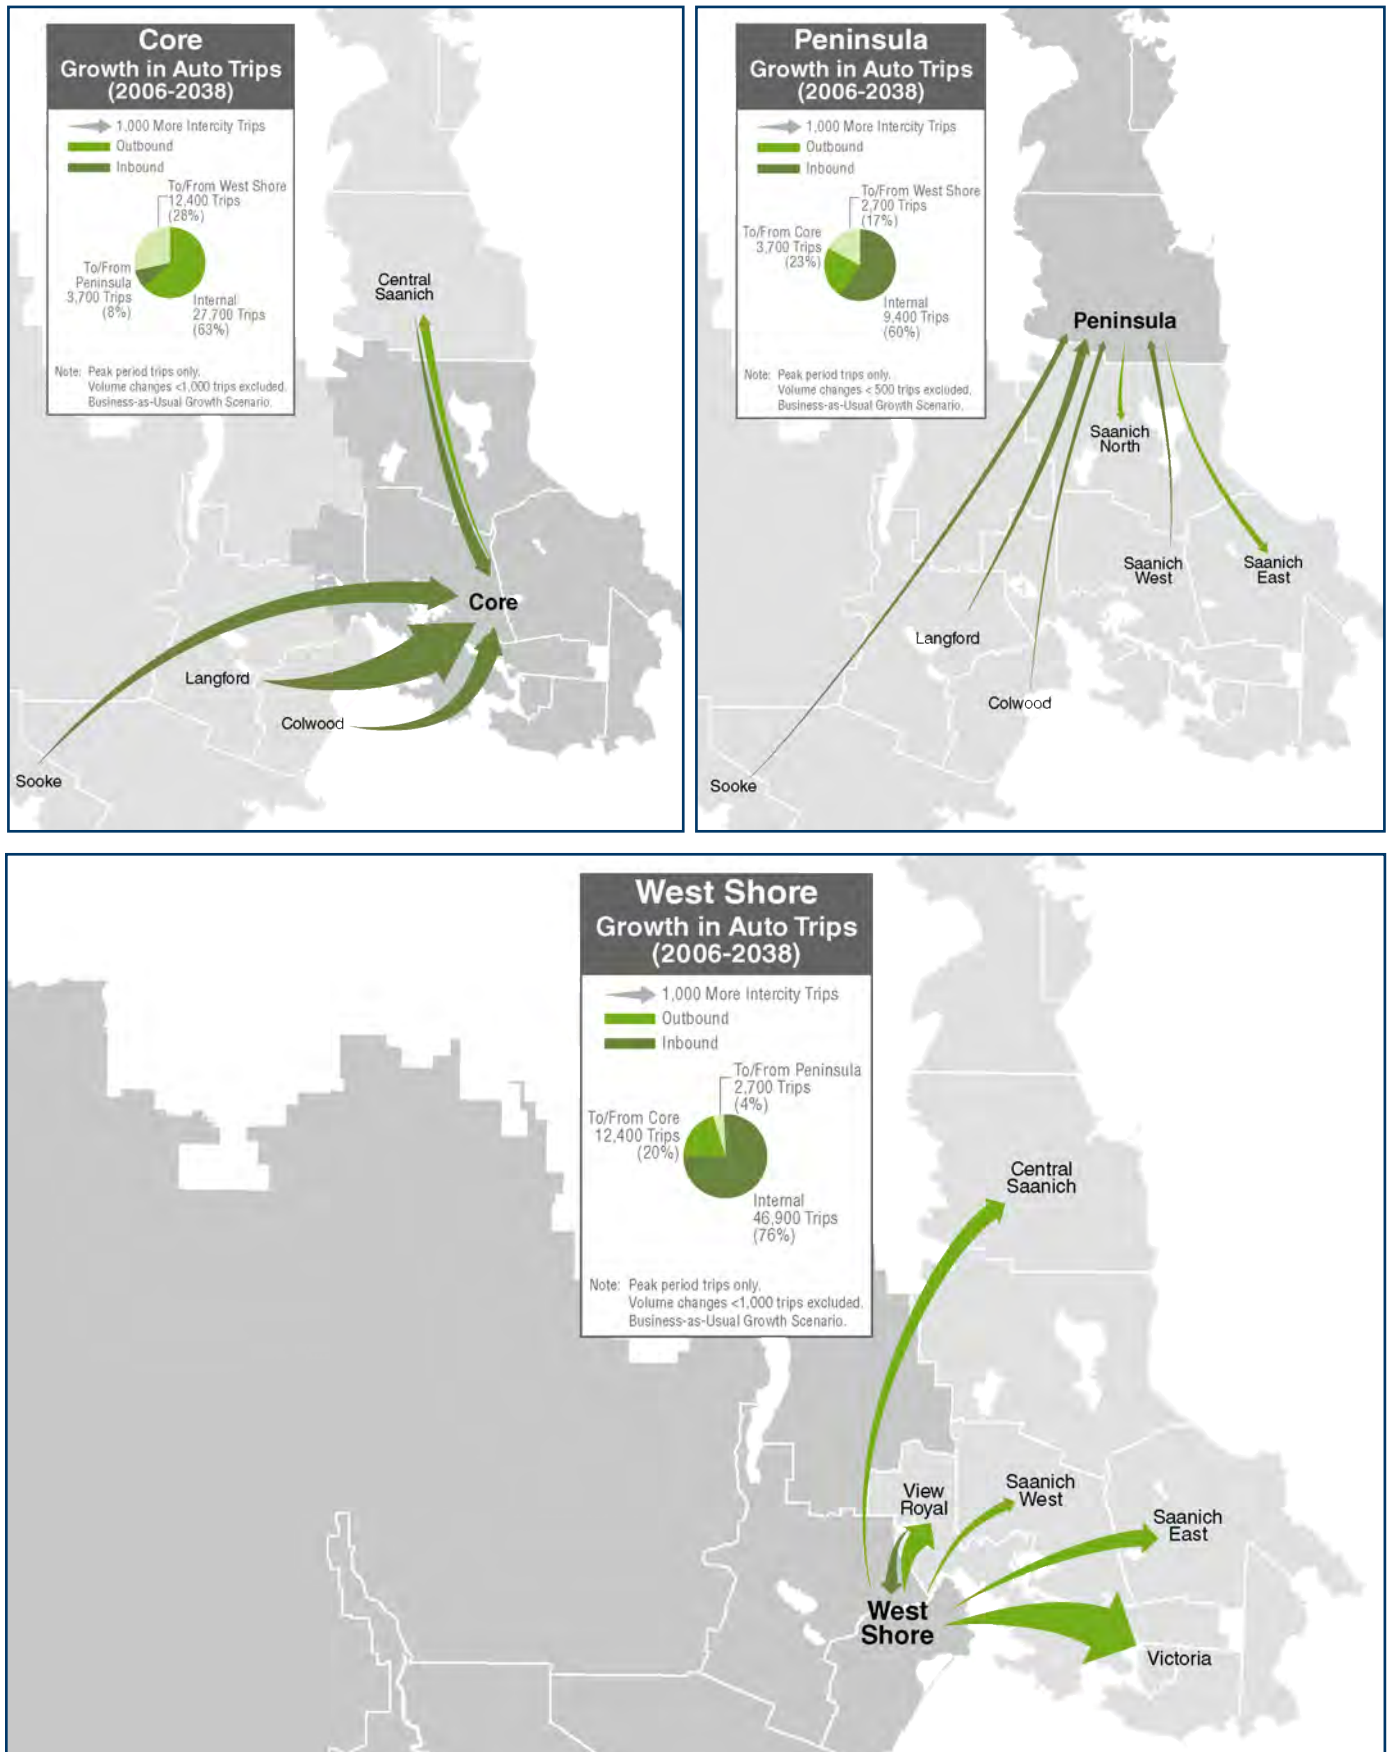 Core
Growth in Auto Trips
(2006-2038)
1,000 More Intercity Trips
Outbound
Inbound
To/From West Shore
12,400 Trips
(28%)
To/From
Peninsula
3,700 Trips
(8%)
Internal
27,700 Trips
(63%)
Note: Peak period trips only.
Volume changes <1,000 trips excluded.
Business-as-Usual Growth Scenario.
Central
Saanich
Core
Langford
Colwood
Sooke
Peninsula
Growth in Auto Trips
(2006-2038)
1,000 More Intercity Trips
Outbound
Inbound
To/From West Shore
2,700 Trips
(17%)
To/From Core
3,700 Trips
(23%)
Internal
9,400 Trips
(60%)
Note: Peak period trips only.
Volume changes < 500 trips excluded.
Business-as-Usual Growth Scenario.
Peninsula
Saanich
North
Saanich
West
Saanich
East
Langford
Colwood
Sooke
West Shore
Growth in Auto Trips
(2006-2038)
1,000 More Intercity Trips
Outbound
Inbound
To/From Peninsula
2,700 Trips
(4%)
To/From Core
12,400 Trips
(20%)
Internal
46,900 Trips
(76%)
Note: Peak period trips only.
Volume changes <1,000 trips excluded.
Business-as-Usual Growth Scenario.
Central
Saanich
View
Royal
Saanich
West
Saanich
East
West
Shore
Victoria